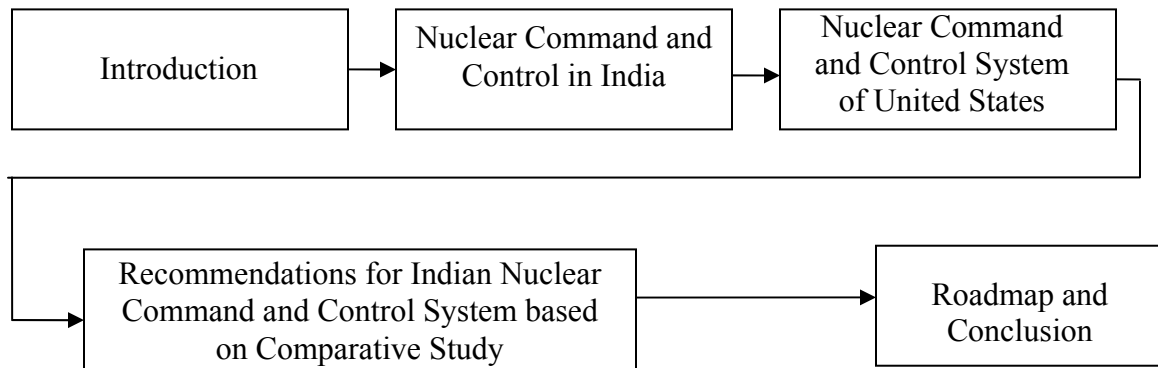 Introduction
Nuclear Command and
Control in India
Nuclear Command
and Control System
of United States
Recommendations for Indian Nuclear
Command and Control System based
on Comparative Study
Roadmap and
Conclusion